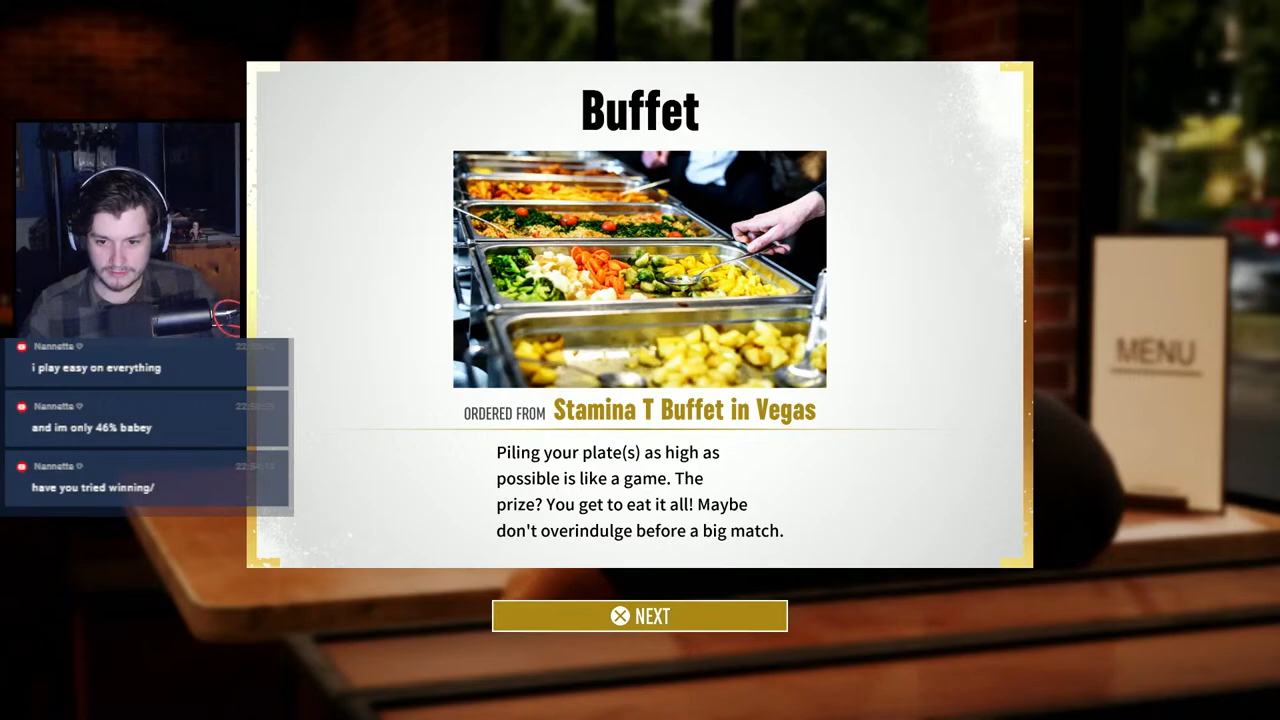 Buffet
ORDERED FROM Stamina T Buffet in Vegas
Piling your plate(s) as high as
possible is like a game. The
prize? You get to eat it all! Maybe
don't overindulge before a big match.
NEXT
MENU
Nannette
i play easy on everything
Nannette
and im only 46% babey
Nannette
have you tried winning/